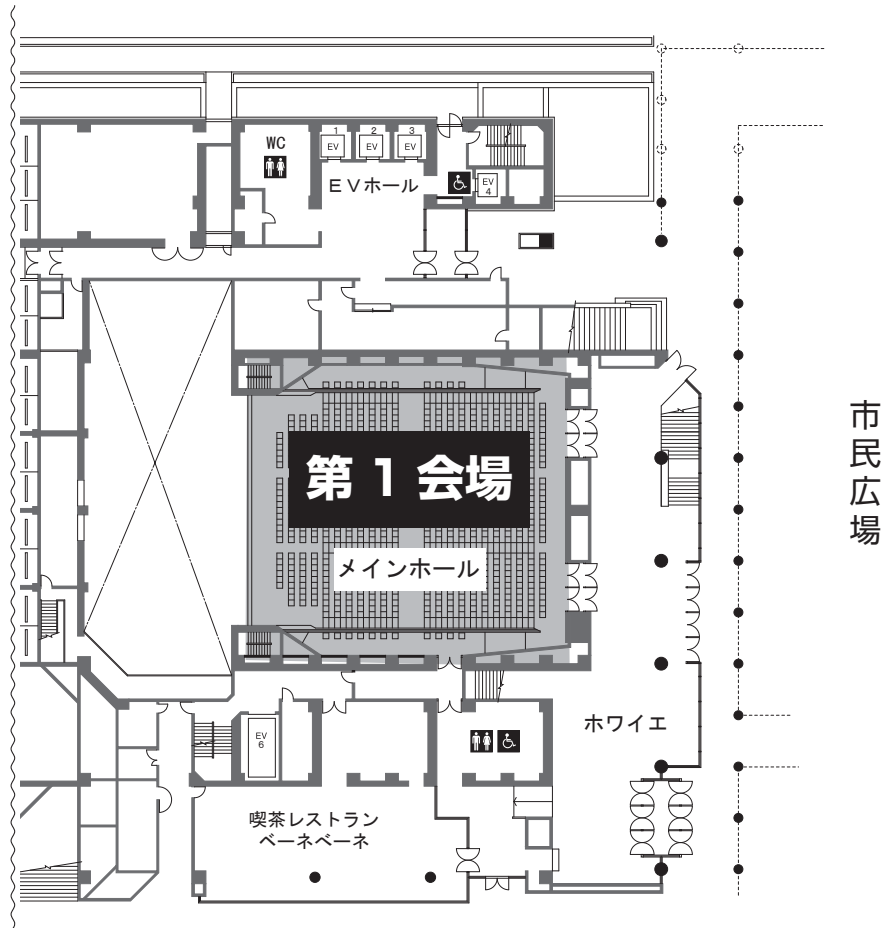 1
2
3
WC
EV
EV
EV
EVホール
EV
4
第1会場
メインホール
市民広場
ホワイエ
EV
6
喫茶レストラン
ベーネベーネ